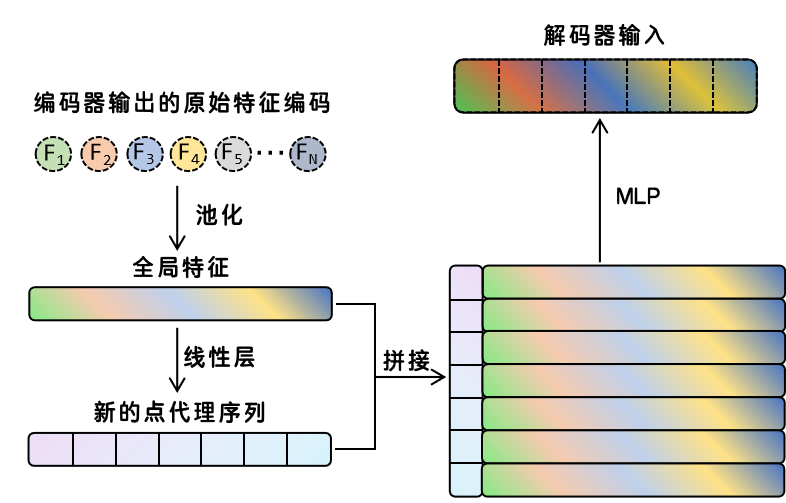 编码器输出的原始特征编码
F1 F2 F3 F4 F5 ··· FN
池化
全局特征
线性层
新的点代理序列
拼接
解码器输入
MLP